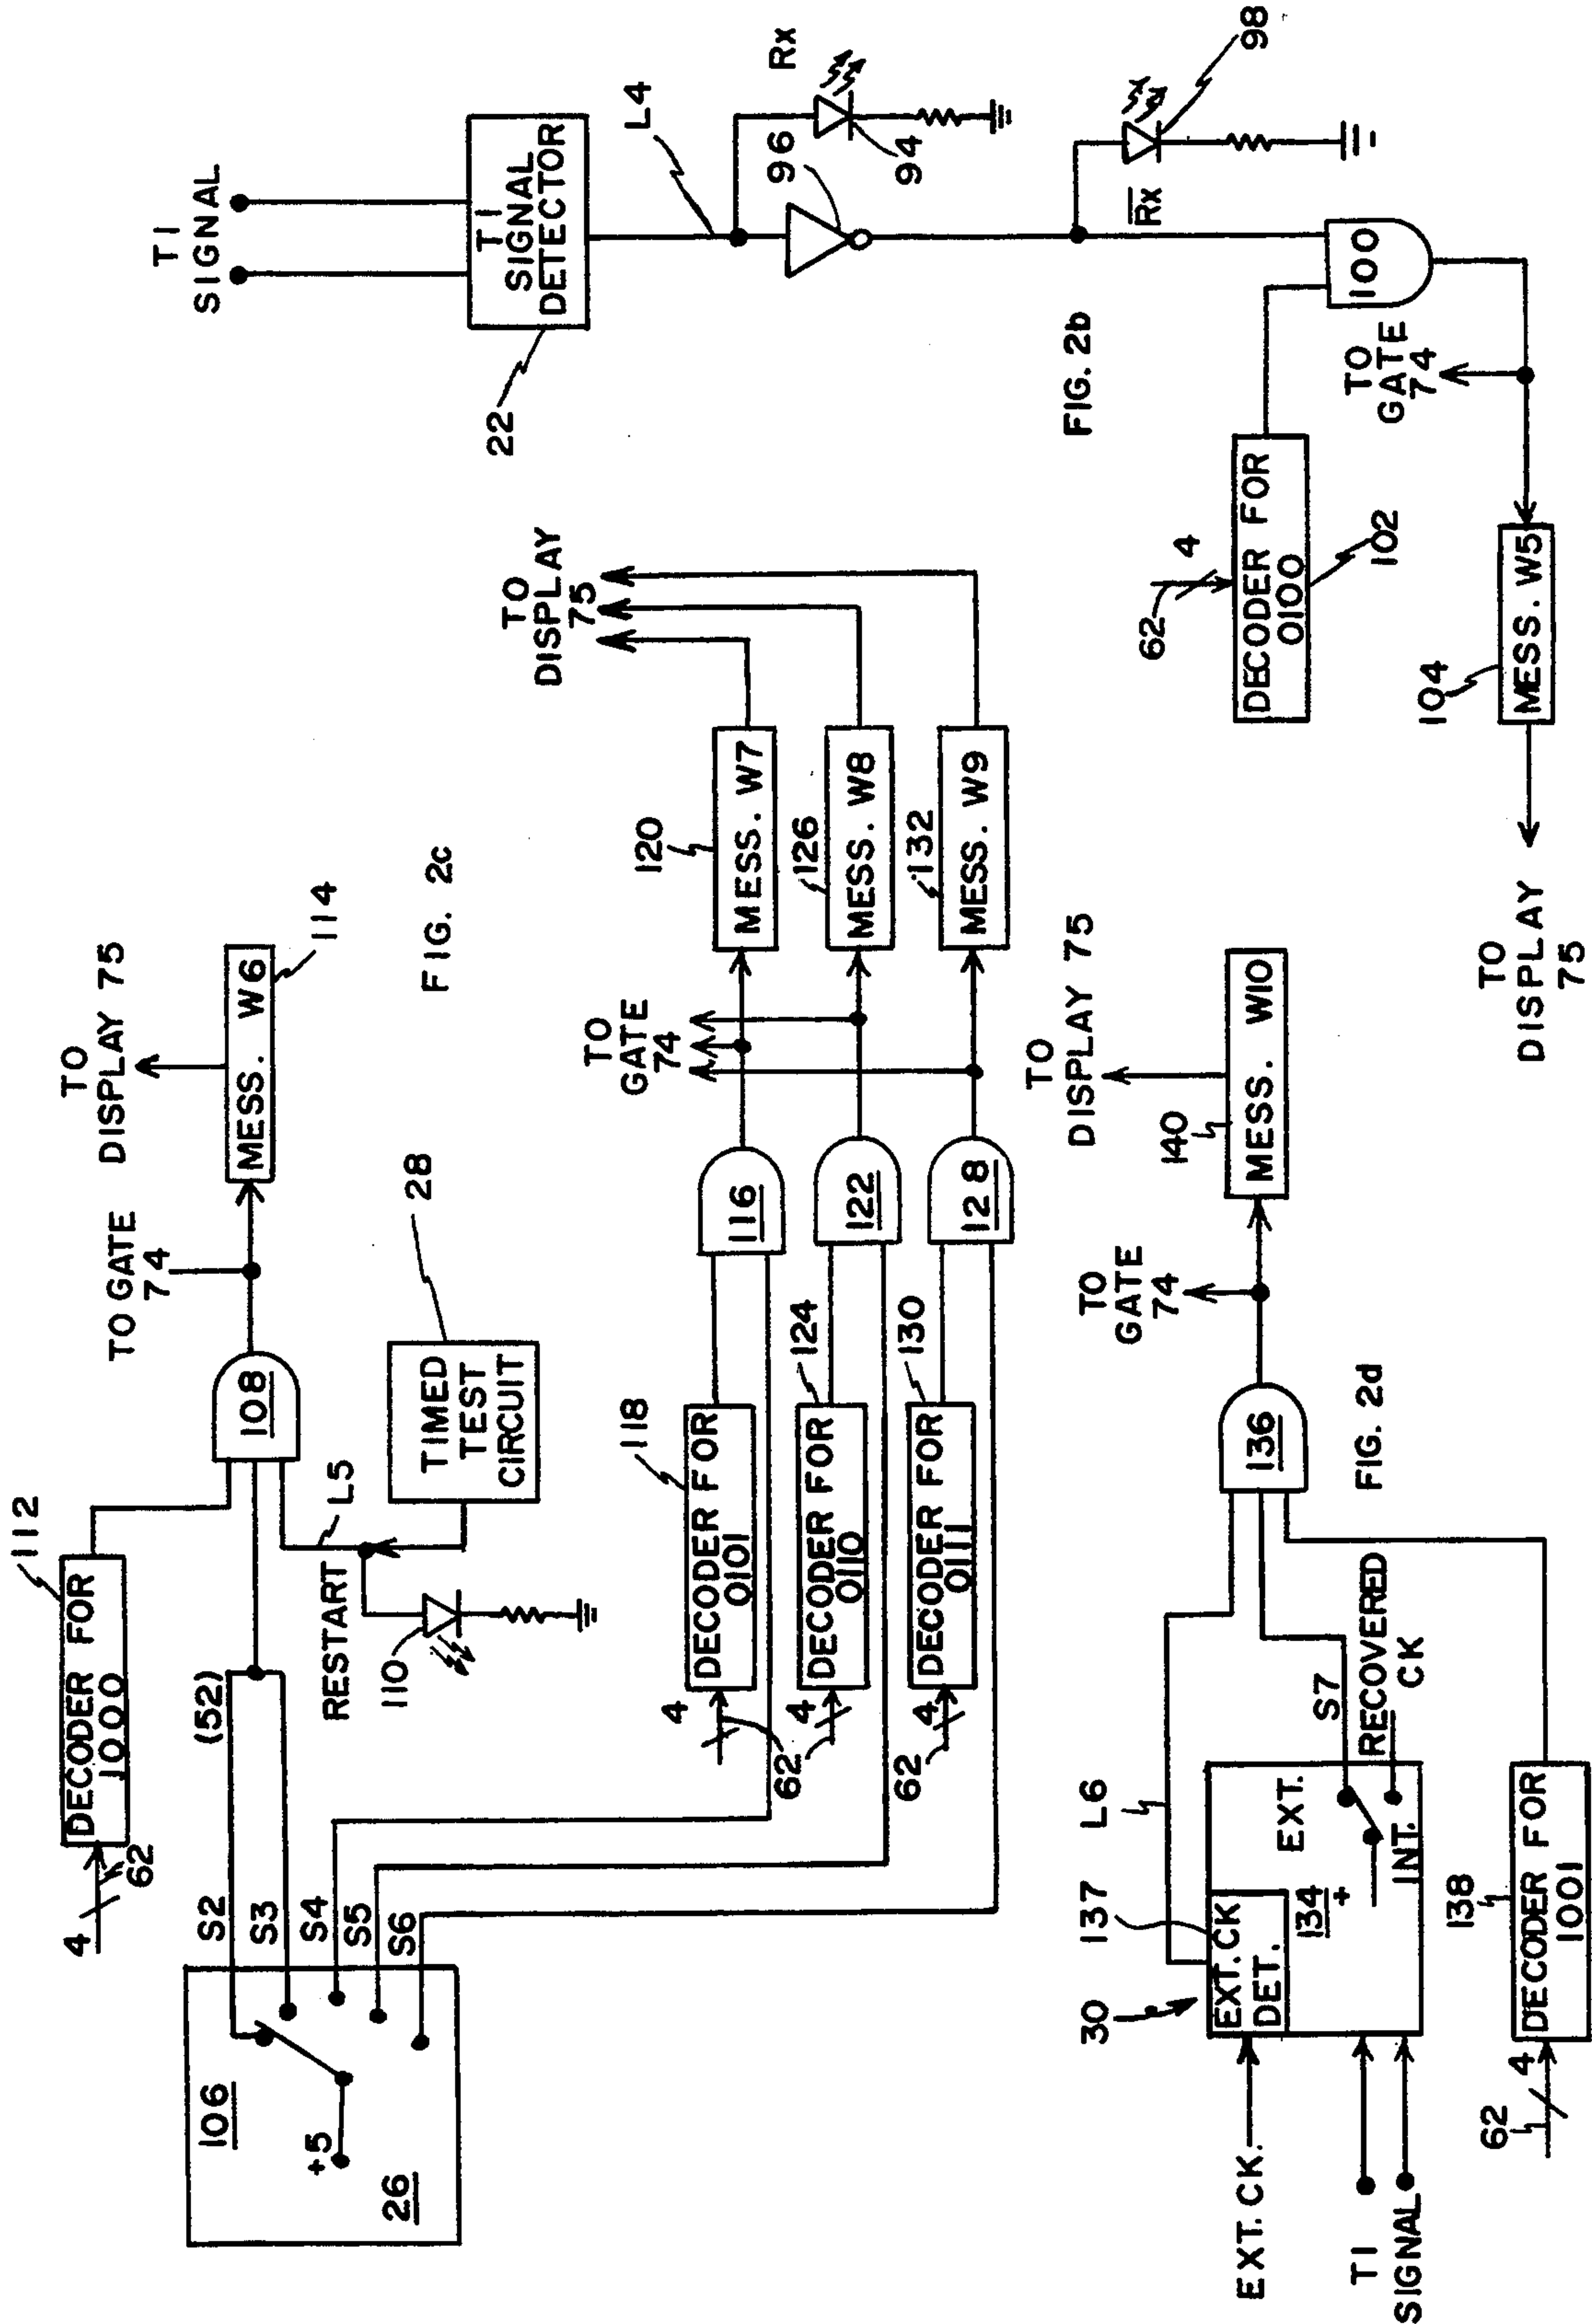 T1
SIGNAL
T1
SIGNAL
DETECTOR
22
L4
Rx
94
96
R̅x̅
98
100
FIG. 2b
TO
GATE
74
62
4
DECODER FOR
0100
102
104
MESS. W5
TO
DISPLAY
75
112
DECODER FOR
1000
4
62
(52)
S2
S3
S4
S5
S6
106
+5
26
108
TO GATE
74
TO
DISPLAY 75
MESS. W6
114
L5
RESTART
110
TIMED
TEST
CIRCUIT
28
FIG. 2c
118
DECODER FOR
0101
4
62
116
120
MESS. W7
124
DECODER FOR
0110
4
122
126
MESS. W8
130
DECODER FOR
0111
4
62
128
132
MESS. W9
TO
GATE
74
TO
DISPLAY
75
EXT. CK.
T1
SIGNAL
30
137
EXT. CK
DET.
134
+
EXT.
INT.
L6
S7
RECOVERED
CK
138
DECODER FOR
1001
4
62
136
FIG. 2d
TO
GATE
74
140
MESS. W10
TO
DISPLAY 75